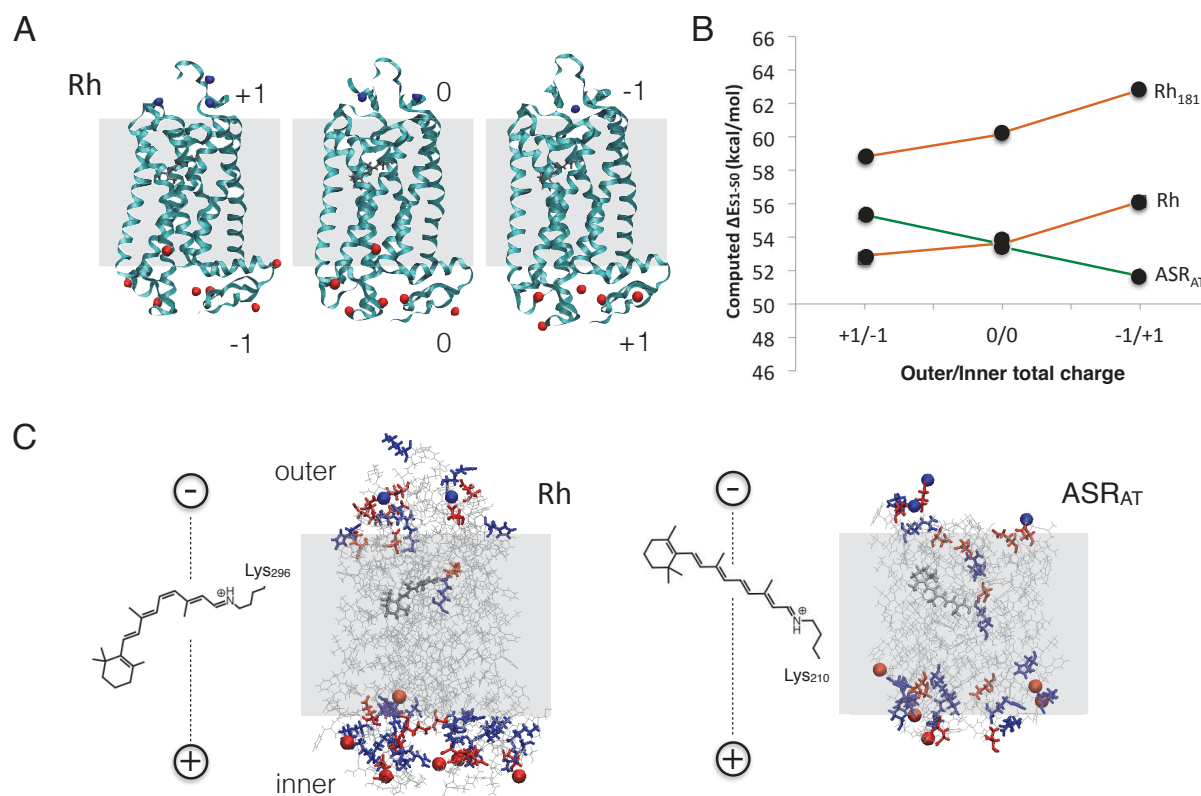 A
Rh
+1
0
-1
-1
0
+1
B
Computed ΔES1-S0 (kcal/mol)
66
64
62
60
58
56
54
52
50
48
46
Rh181
Rh
ASRAT
+1/-1
0/0
-1/+1
Outer/Inner total charge
C
outer
Rh
-
H
N
+
Lys296
+
inner
ASRAT
-
+
N
H
Lys210
+